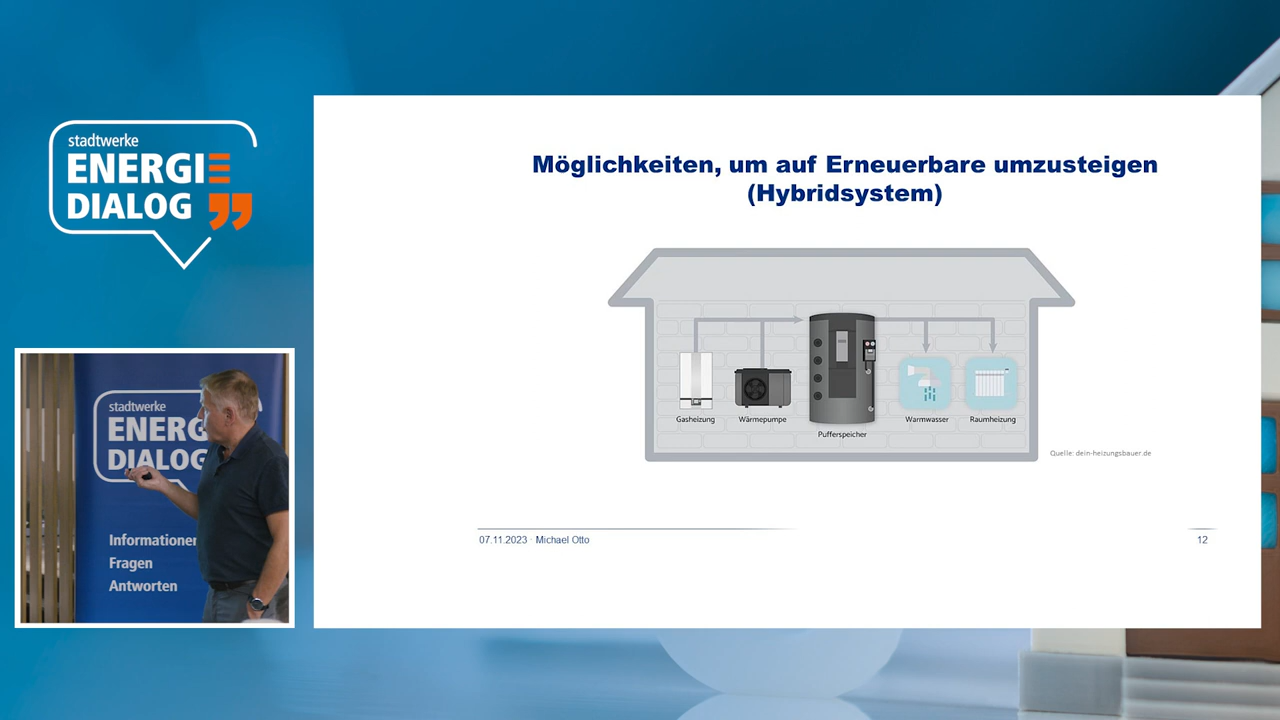 stadtwerke
ENERGIE
DIALOG
Möglichkeiten, um auf Erneuerbare umzusteigen
(Hybridsystem)
Gasheizung
Wärmepumpe
Pufferspeicher
Warmwasser
Raumheizung
Quelle: dein-heizungsbauer.de
07.11.2023 · Michael Otto
12
stadtwerke
ENERG
DIALOG
Informationen
Fragen
Antworten